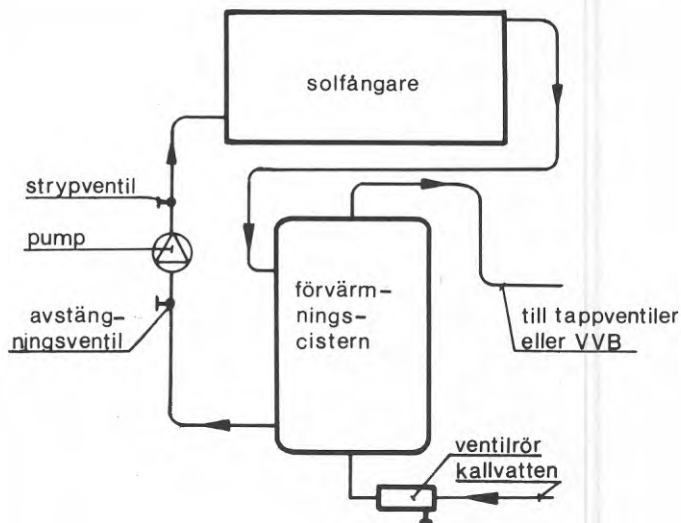 solfångare
strypventil
pump
avstäng-
ningsventil
förvärm-
nings-
cistern
till tappventiler
eller VVB
ventilrör
kallvatten